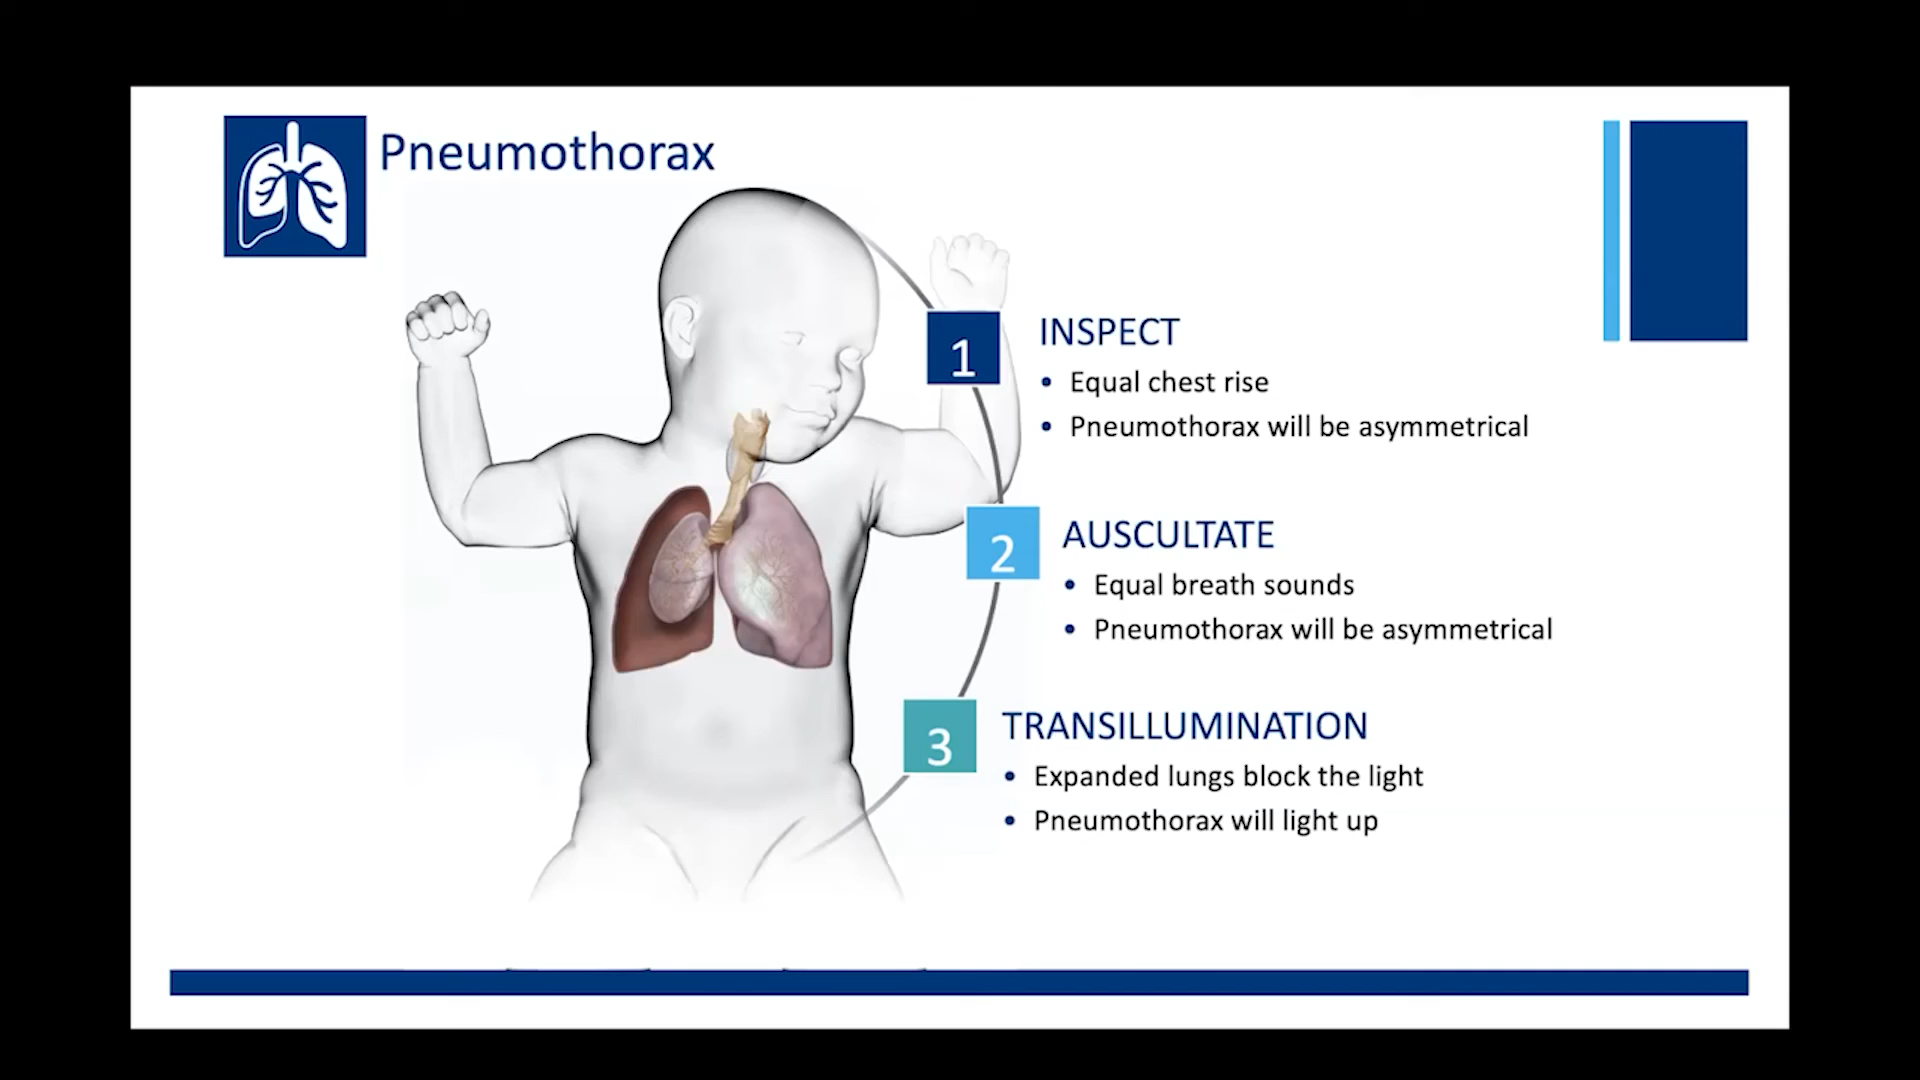 Pneumothorax
1
INSPECT
• Equal chest rise
• Pneumothorax will be asymmetrical
2
AUSCULTATE
• Equal breath sounds
• Pneumothorax will be asymmetrical
3
TRANSILLUMINATION
• Expanded lungs block the light
• Pneumothorax will light up